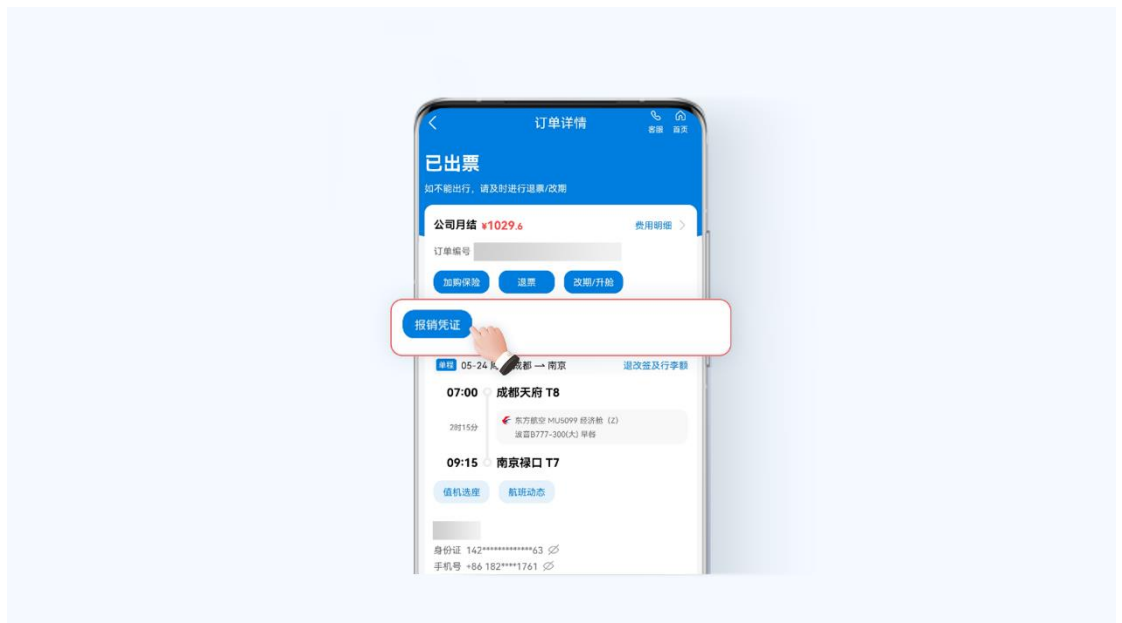 订单详情
客服 首页
已出票
如不能出行，请及时进行退票/改期
公司月结 ¥1029.6 费用明细
订单编号
加购保险 退票 改期/升舱
报销凭证
单程 05-24 成都 南京 退改签及行李额
07:00 成都天府 T8
东方航空 MU5099 经济舱 (Z)
2时15分
波音B777-300(大) 早餐
09:15 南京禄口 T7
值机选座 航班动态
身份证 142*************63
手机号 +86 182****1761